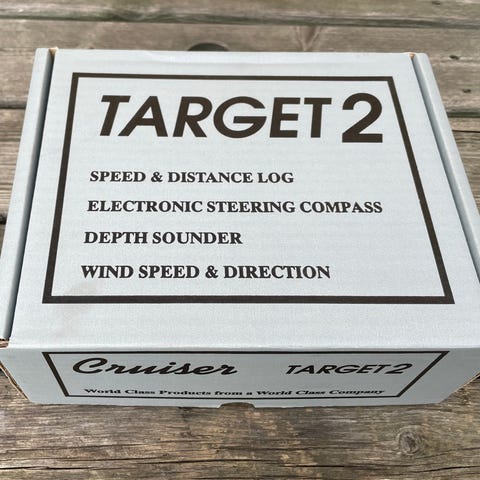 TARGET 2
SPEED & DISTANCE LOG
ELECTRONIC STEERING COMPASS
DEPTH SOUNDER
WIND SPEED & DIRECTION
Cruiser TARGET 2
World Class Products from a World Class Company